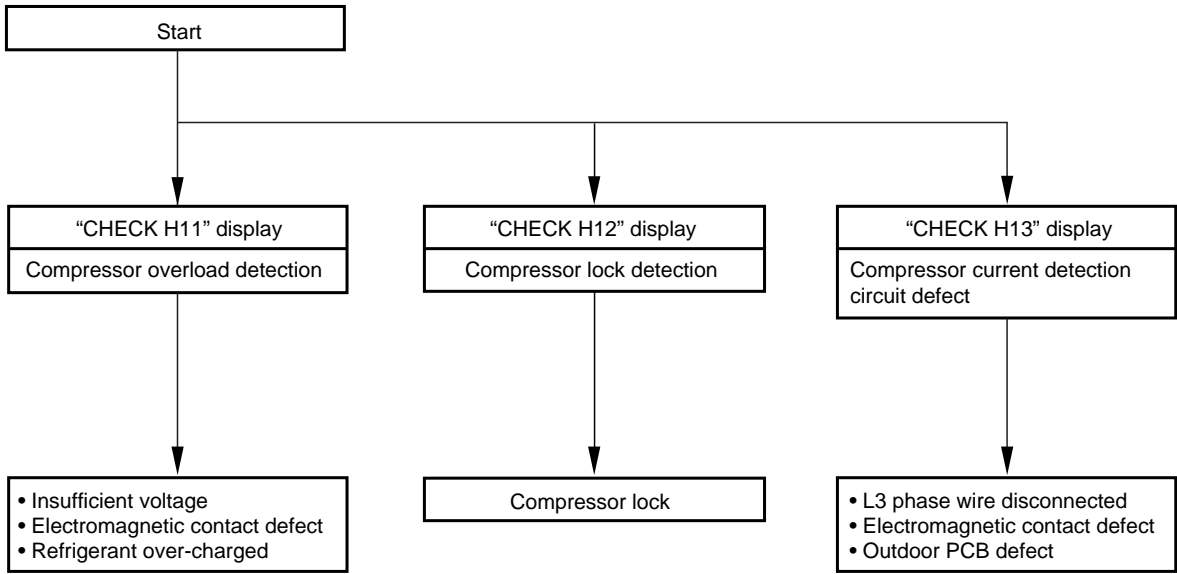 Start
“CHECK H11” display
Compressor overload detection
“CHECK H12” display
Compressor lock detection
“CHECK H13” display
Compressor current detection
circuit defect
• Insufficient voltage
• Electromagnetic contact defect
• Refrigerant over-charged
Compressor lock
• L3 phase wire disconnected
• Electromagnetic contact defect
• Outdoor PCB defect